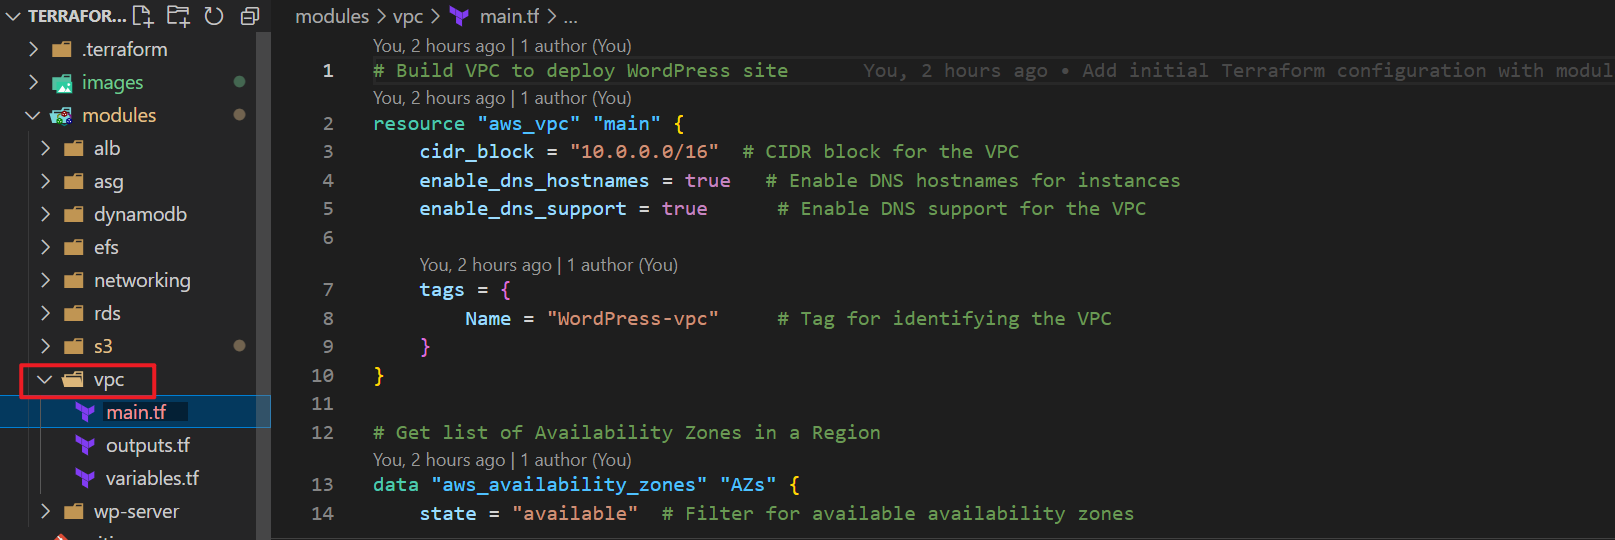 TERRAFOR...
.terraform
images
modules
alb
asg
dynamodb
efs
networking
rds
s3
vpc
main.tf
outputs.tf
variables.tf
wp-server
modules > vpc > main.tf > ...
You, 2 hours ago | 1 author (You)
1 # Build VPC to deploy WordPress site You, 2 hours ago • Add initial Terraform configuration with modul
You, 2 hours ago | 1 author (You)
2 resource "aws_vpc" "main" {
3 cidr_block = "10.0.0.0/16" # CIDR block for the VPC
4 enable_dns_hostnames = true # Enable DNS hostnames for instances
5 enable_dns_support = true # Enable DNS support for the VPC
6
You, 2 hours ago | 1 author (You)
7 tags = {
8 Name = "WordPress-vpc" # Tag for identifying the VPC
9 }
10 }
11
12 # Get list of Availability Zones in a Region
You, 2 hours ago | 1 author (You)
13 data "aws_availability_zones" "AZs" {
14 state = "available" # Filter for available availability zones